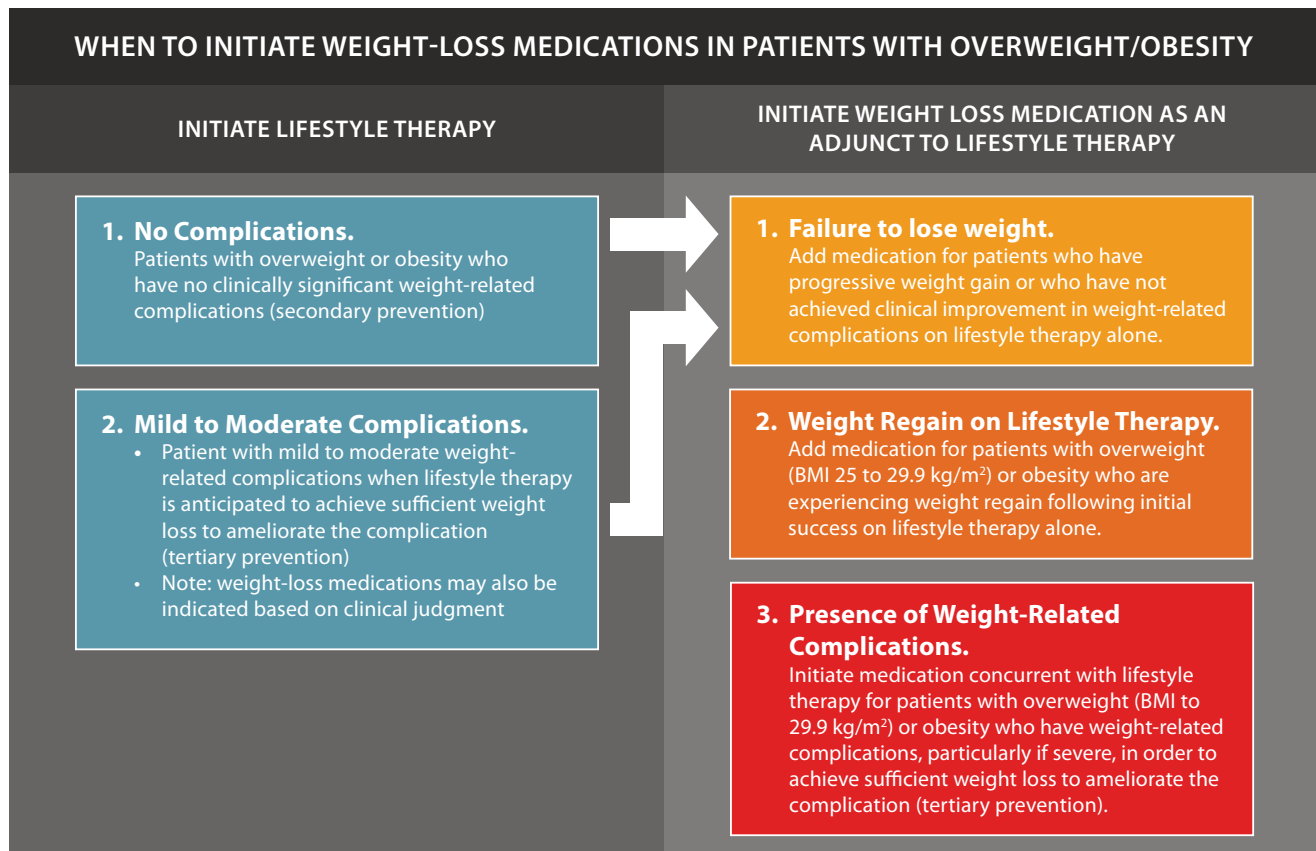 WHEN TO INITIATE WEIGHT-LOSS MEDICATIONS IN PATIENTS WITH OVERWEIGHT/OBESITY
INITIATE LIFESTYLE THERAPY
1. No Complications.
Patients with overweight or obesity who
have no clinically significant weight-related
complications (secondary prevention)
2. Mild to Moderate Complications.
• Patient with mild to moderate weight-
related complications when lifestyle therapy
is anticipated to achieve sufficient weight
loss to ameliorate the complication
(tertiary prevention)
• Note: weight-loss medications may also be
indicated based on clinical judgment
INITIATE WEIGHT LOSS MEDICATION AS AN
ADJUNCT TO LIFESTYLE THERAPY
1. Failure to lose weight.
Add medication for patients who have
progressive weight gain or who have not
achieved clinical improvement in weight-related
complications on lifestyle therapy alone.
2. Weight Regain on Lifestyle Therapy.
Add medication for patients with overweight
(BMI 25 to 29.9 kg/m²) or obesity who are
experiencing weight regain following initial
success on lifestyle therapy alone.
3. Presence of Weight-Related
Complications.
Initiate medication concurrent with lifestyle
therapy for patients with overweight (BMI to
29.9 kg/m²) or obesity who have weight-related
complications, particularly if severe, in order to
achieve sufficient weight loss to ameliorate the
complication (tertiary prevention).